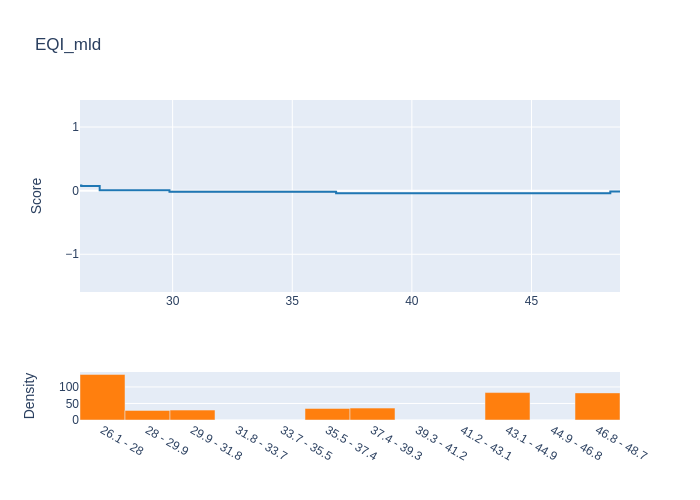 EQI_mld
Score
1
0
−1
30 35 40 45
Density
100
50
0
26.1 - 28
28 - 29.9
29.9 - 31.8
31.8 - 33.7
33.7 - 35.5
35.5 - 37.4
37.4 - 39.3
39.3 - 41.2
41.2 - 43.1
43.1 - 44.9
44.9 - 46.8
46.8 - 48.7